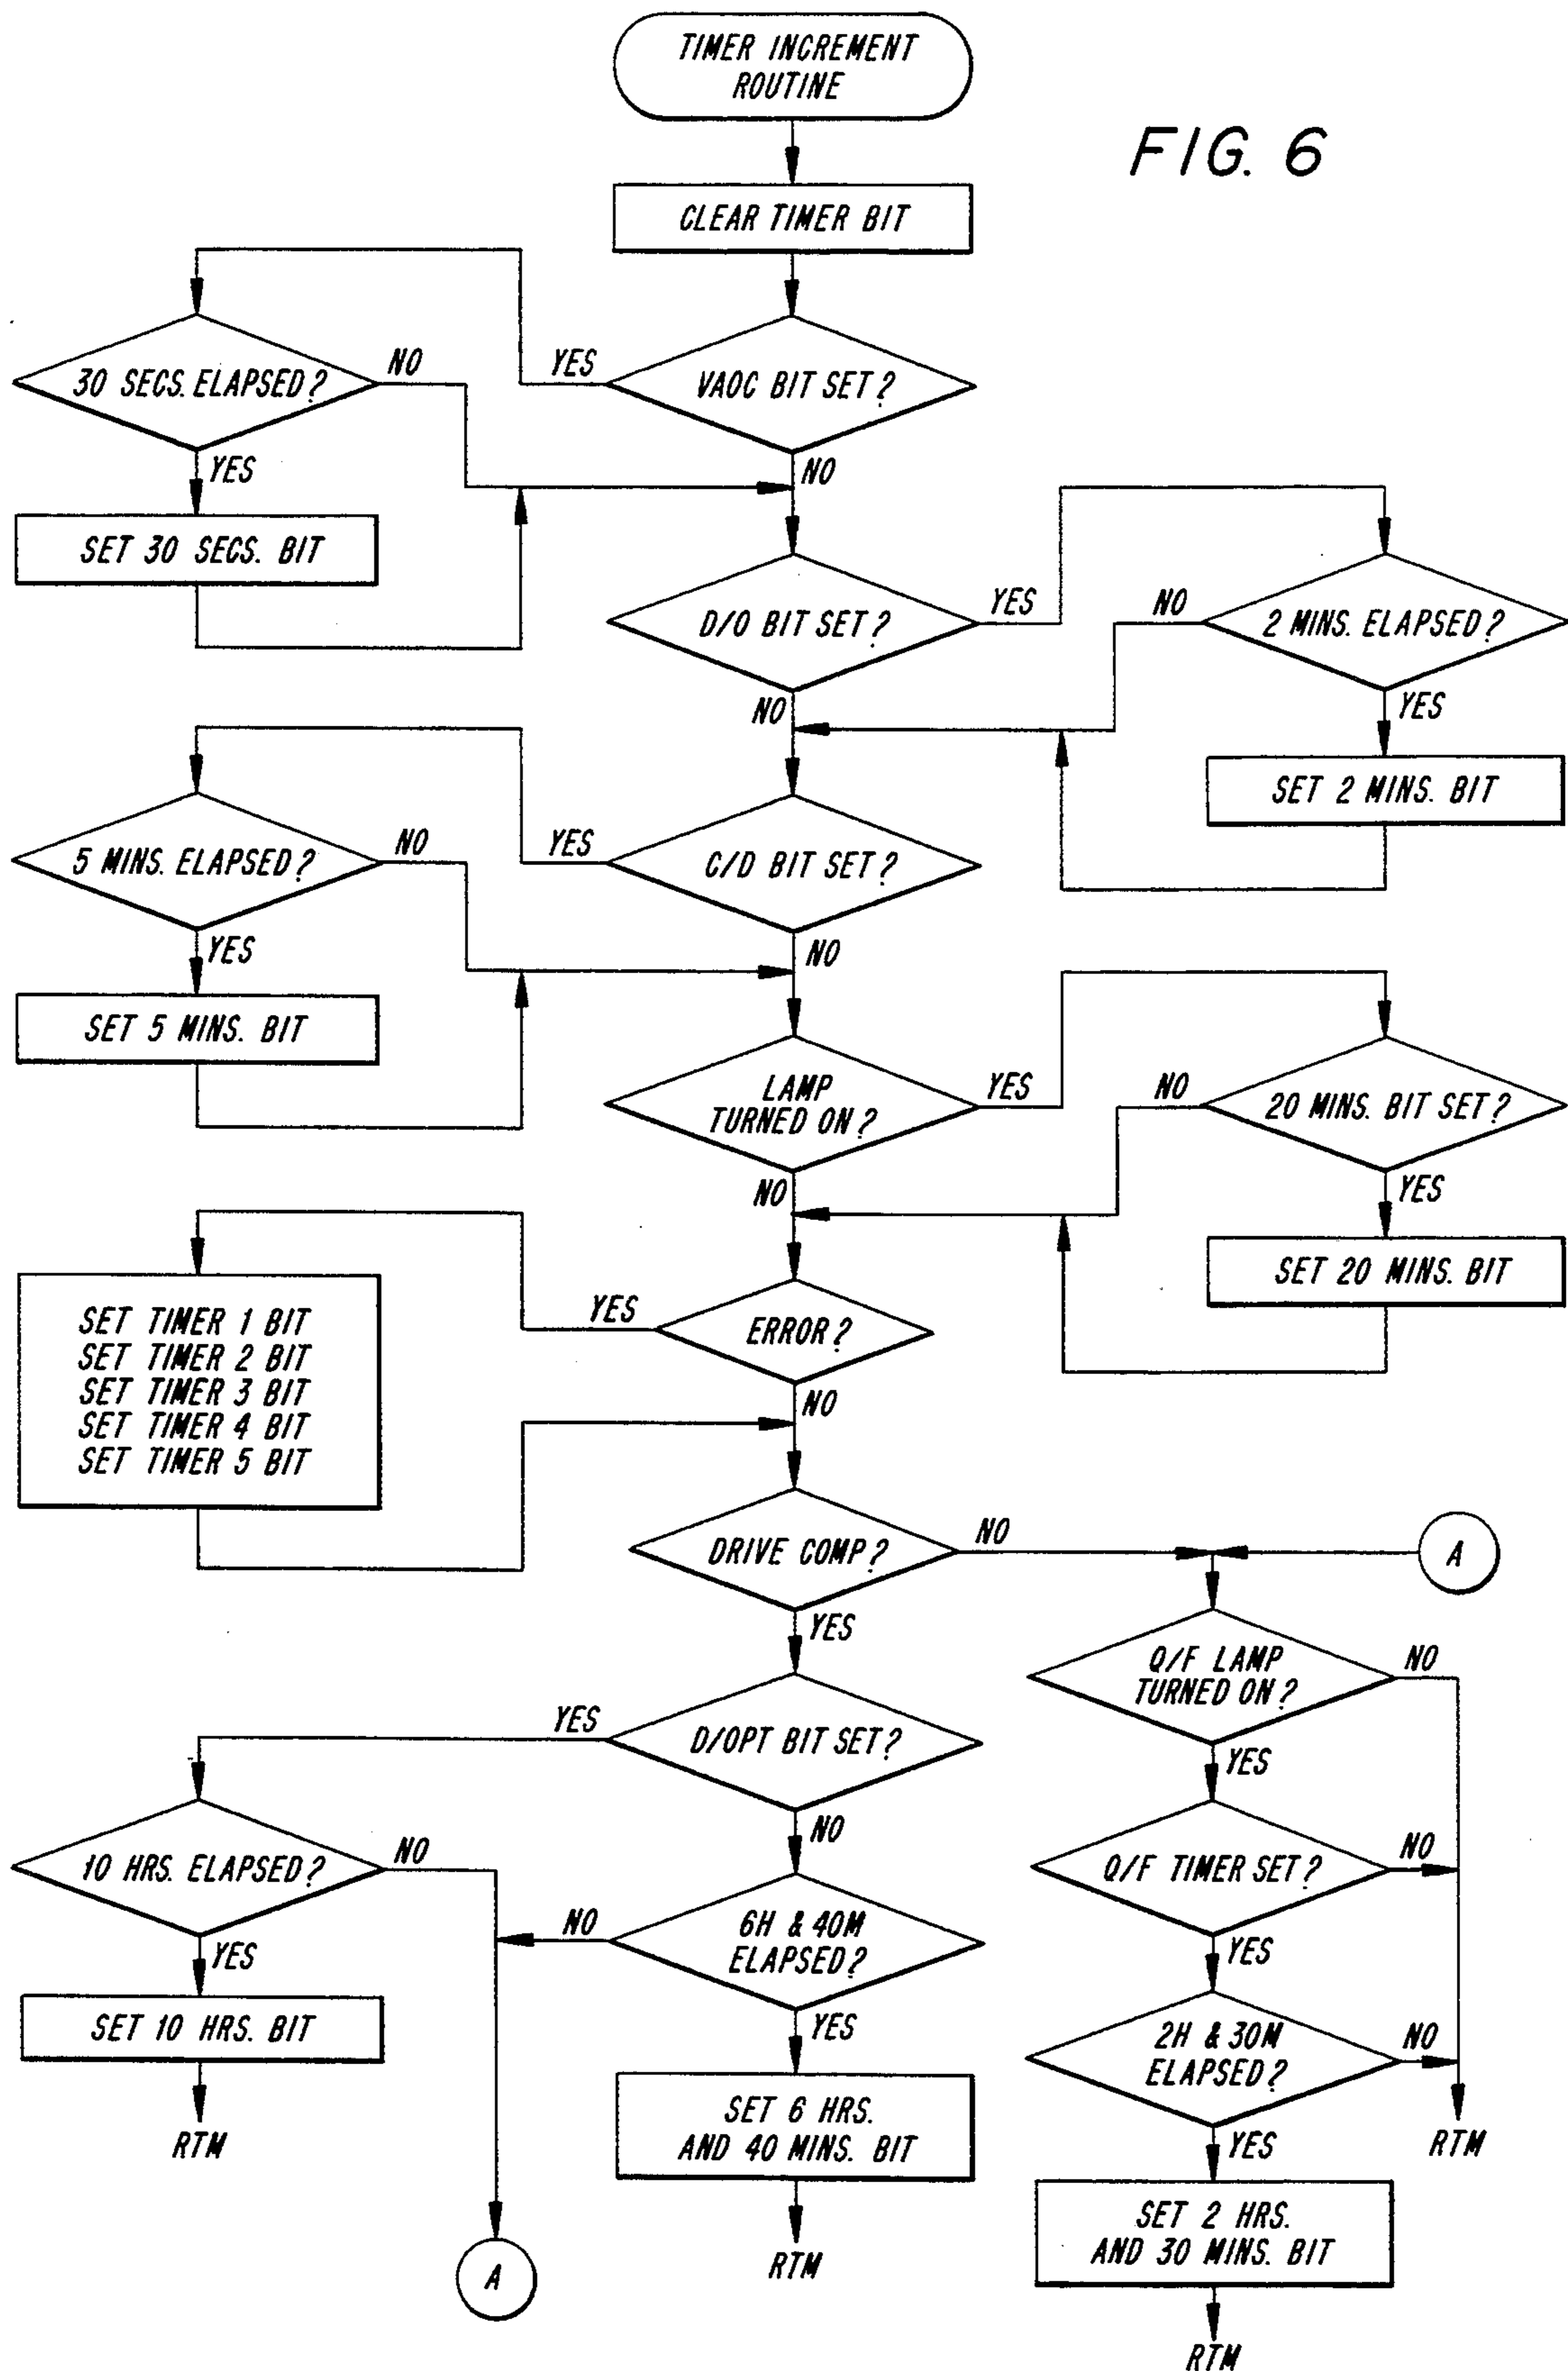 TIMER INCREMENT
ROUTINE
FIG. 6
CLEAR TIMER BIT
30 SECS. ELAPSED?
NO
YES
VAOC BIT SET?
YES
NO
SET 30 SECS. BIT
D/O BIT SET?
YES
NO
2 MINS. ELAPSED?
NO
YES
SET 2 MINS. BIT
5 MINS. ELAPSED?
NO
YES
C/D BIT SET?
YES
NO
SET 5 MINS. BIT
LAMP
TURNED ON?
YES
NO
20 MINS. BIT SET?
NO
YES
SET 20 MINS. BIT
SET TIMER 1 BIT
SET TIMER 2 BIT
SET TIMER 3 BIT
SET TIMER 4 BIT
SET TIMER 5 BIT
YES
ERROR?
NO
DRIVE COMP?
NO
A
YES
Q/F LAMP
TURNED ON?
NO
YES
YES
D/OPT BIT SET?
NO
10 HRS. ELAPSED?
NO
YES
Q/F TIMER SET?
NO
YES
NO
6H & 40M
ELAPSED?
YES
SET 10 HRS. BIT
RTM
2H & 30M
ELAPSED?
NO
YES
RTM
SET 6 HRS.
AND 40 MINS. BIT
RTM
A
SET 2 HRS.
AND 30 MINS. BIT
RTM